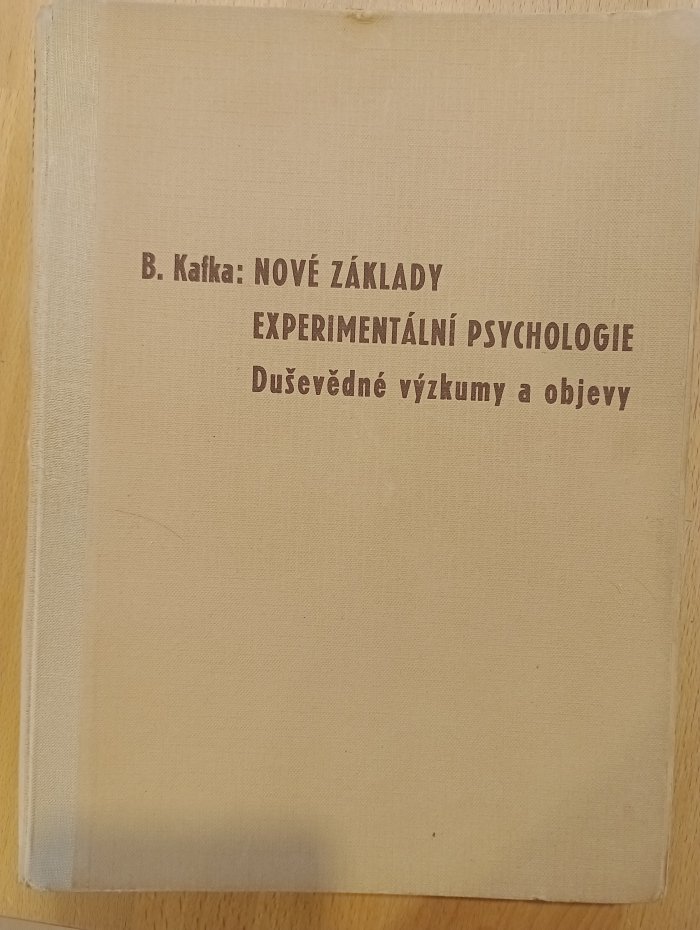 B. Kafka: NOVÉ ZÁKLADY
EXPERIMENTÁLNÍ PSYCHOLOGIE
Duševědné výzkumy a objevy